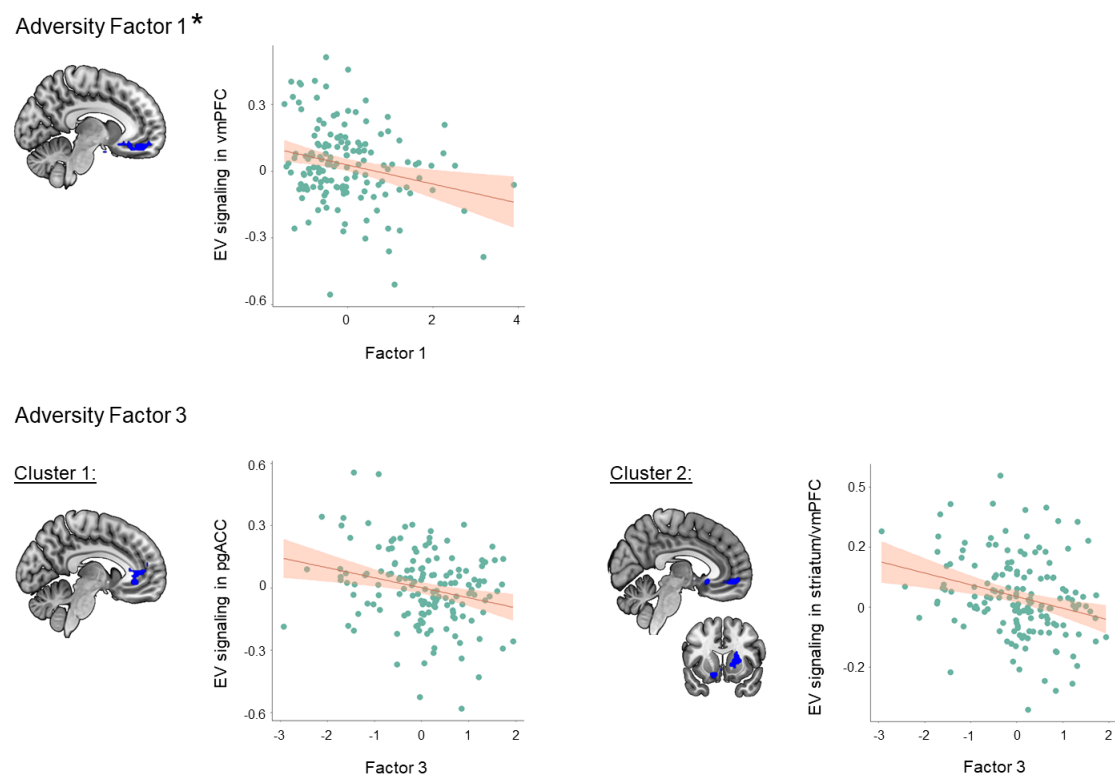 Adversity Factor 1 *
EV signaling in vmPFC
0.3
0
-0.3
-0.6
0
2
4
Factor 1
Adversity Factor 3
Cluster 1:
EV signaling in pgACC
0.6
0.3
0
-0.3
-0.6
-3
-2
-1
0
1
2
Factor 3
Cluster 2:
EV signaling in striatum/vmPFC
0.5
0.2
0
-0.2
-3
-2
-1
0
1
2
Factor 3